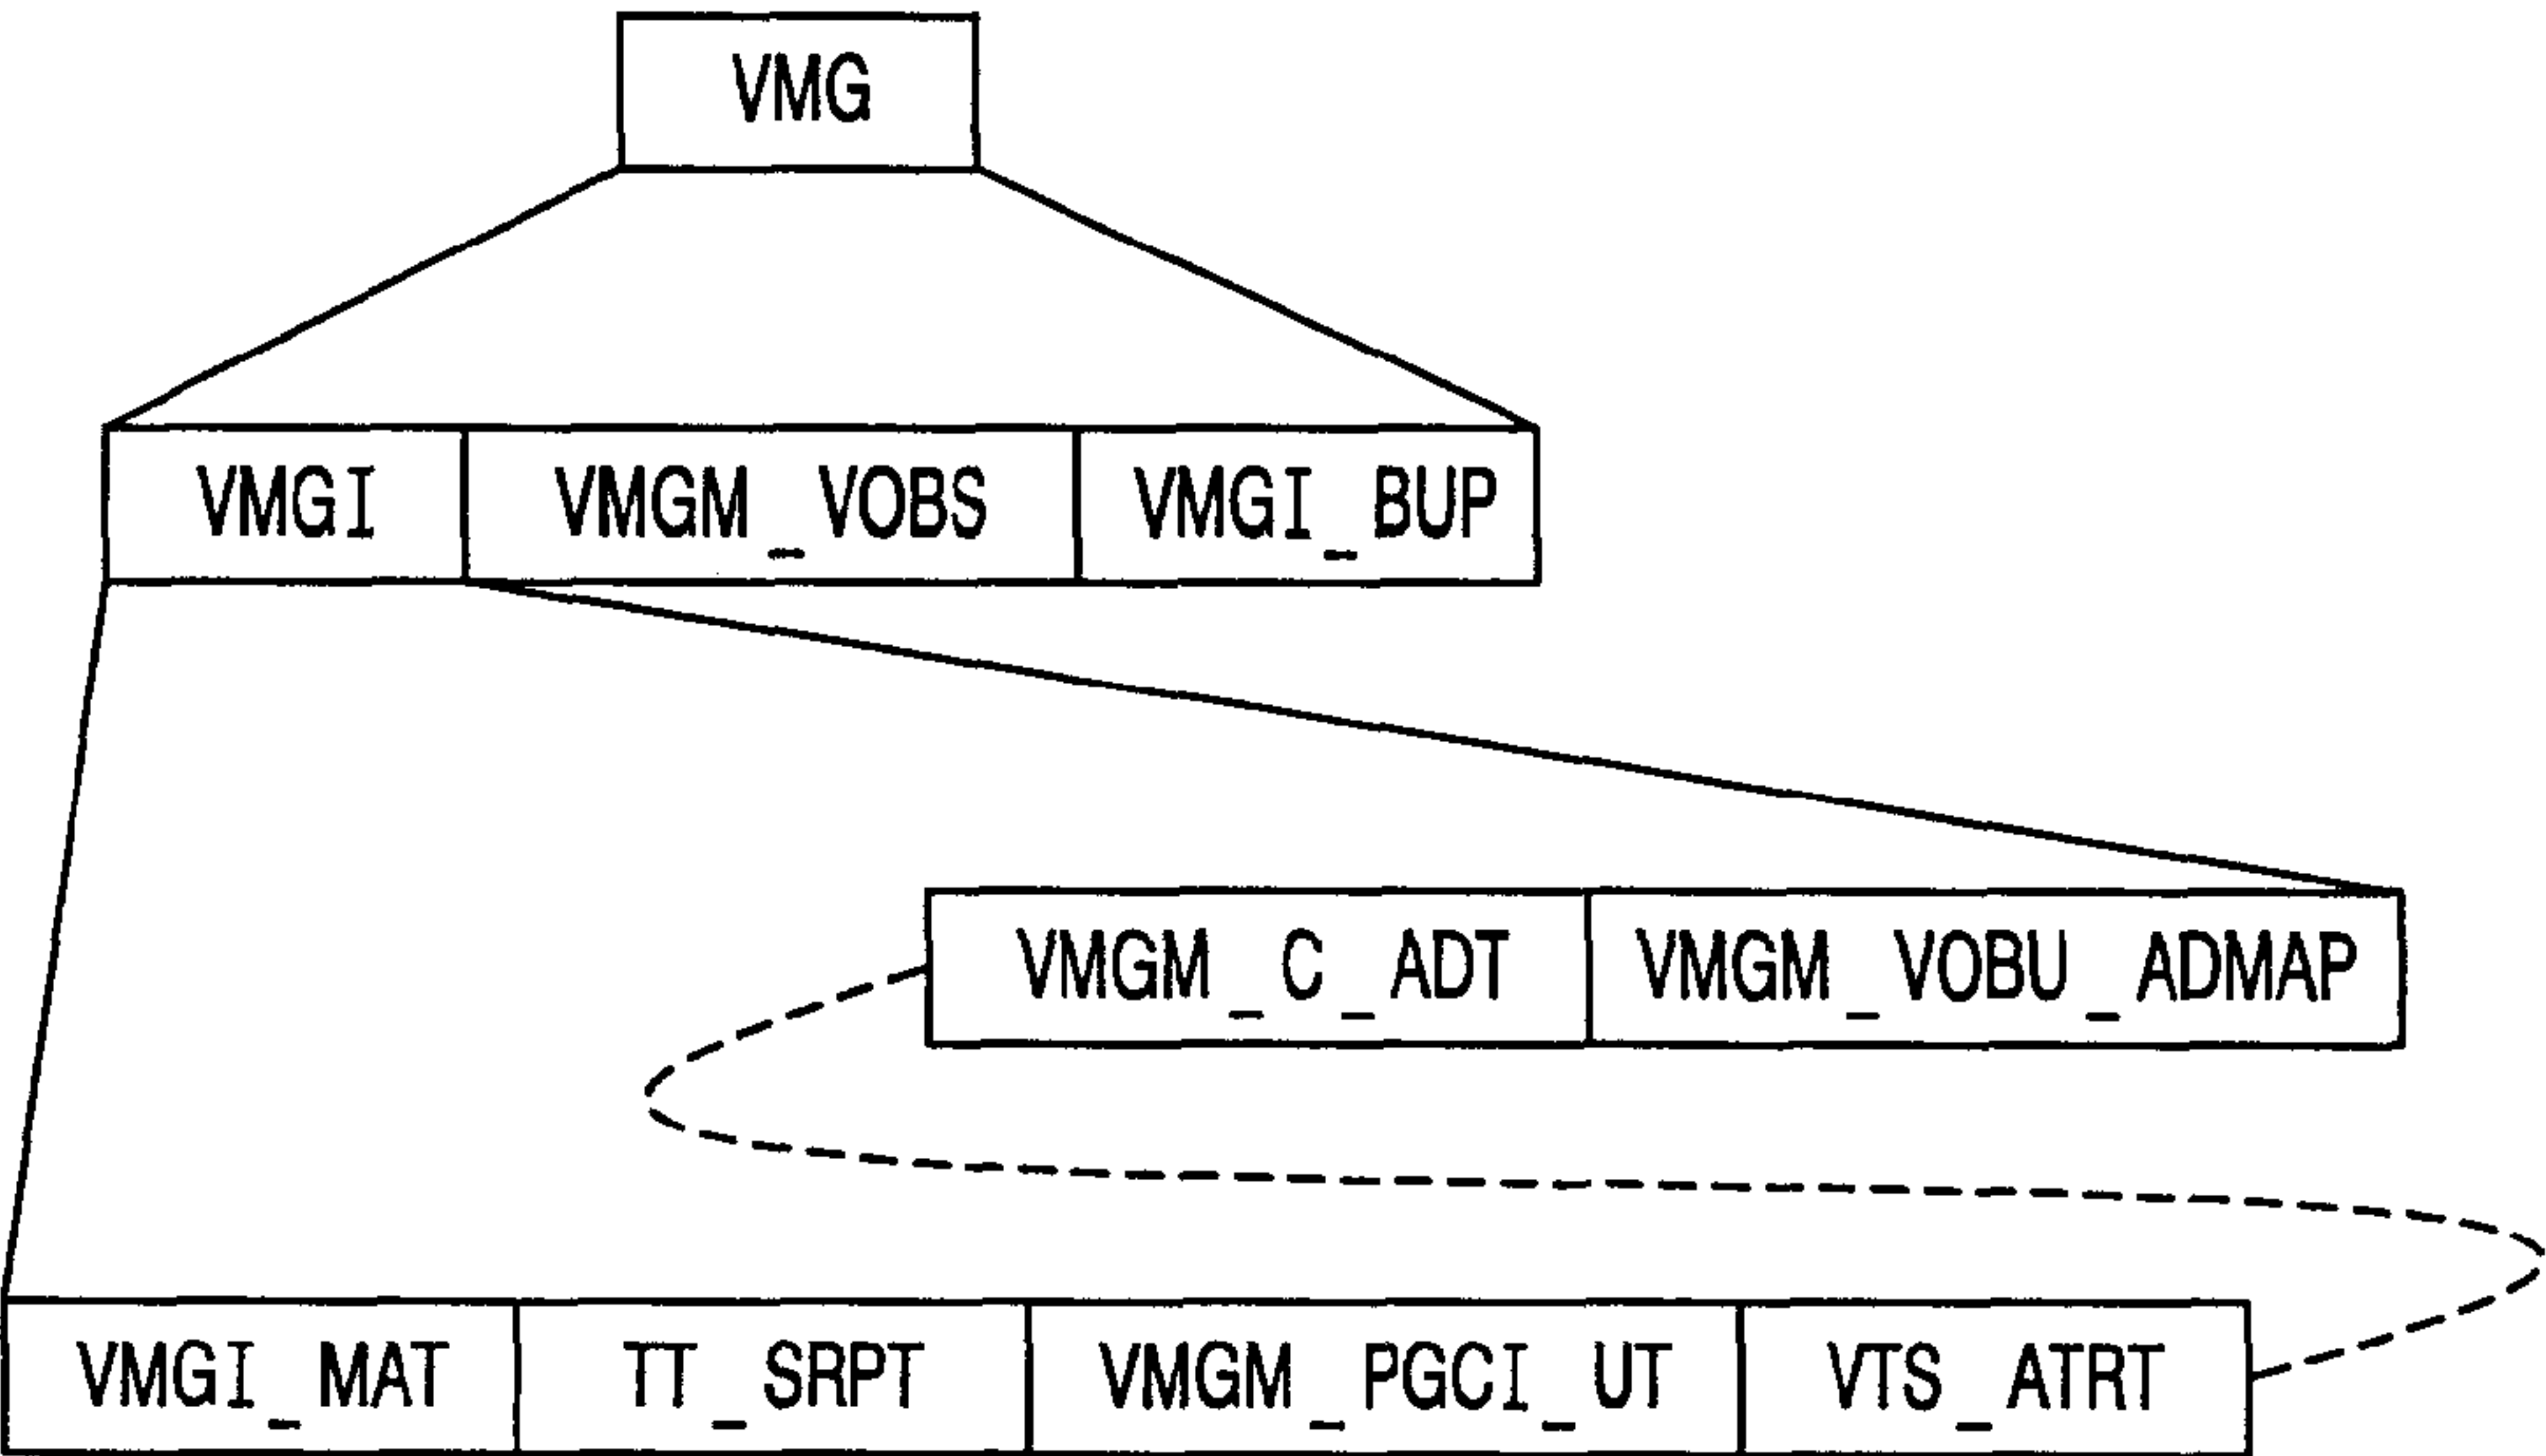 VMG
VMGI VMGM_VOBS VMGI_BUP
VMGM_C_ADT VMGM_VOBU_ADMAP
VMGI_MAT TT_SRPT VMGM_PGCI_UT VTS_ATRT